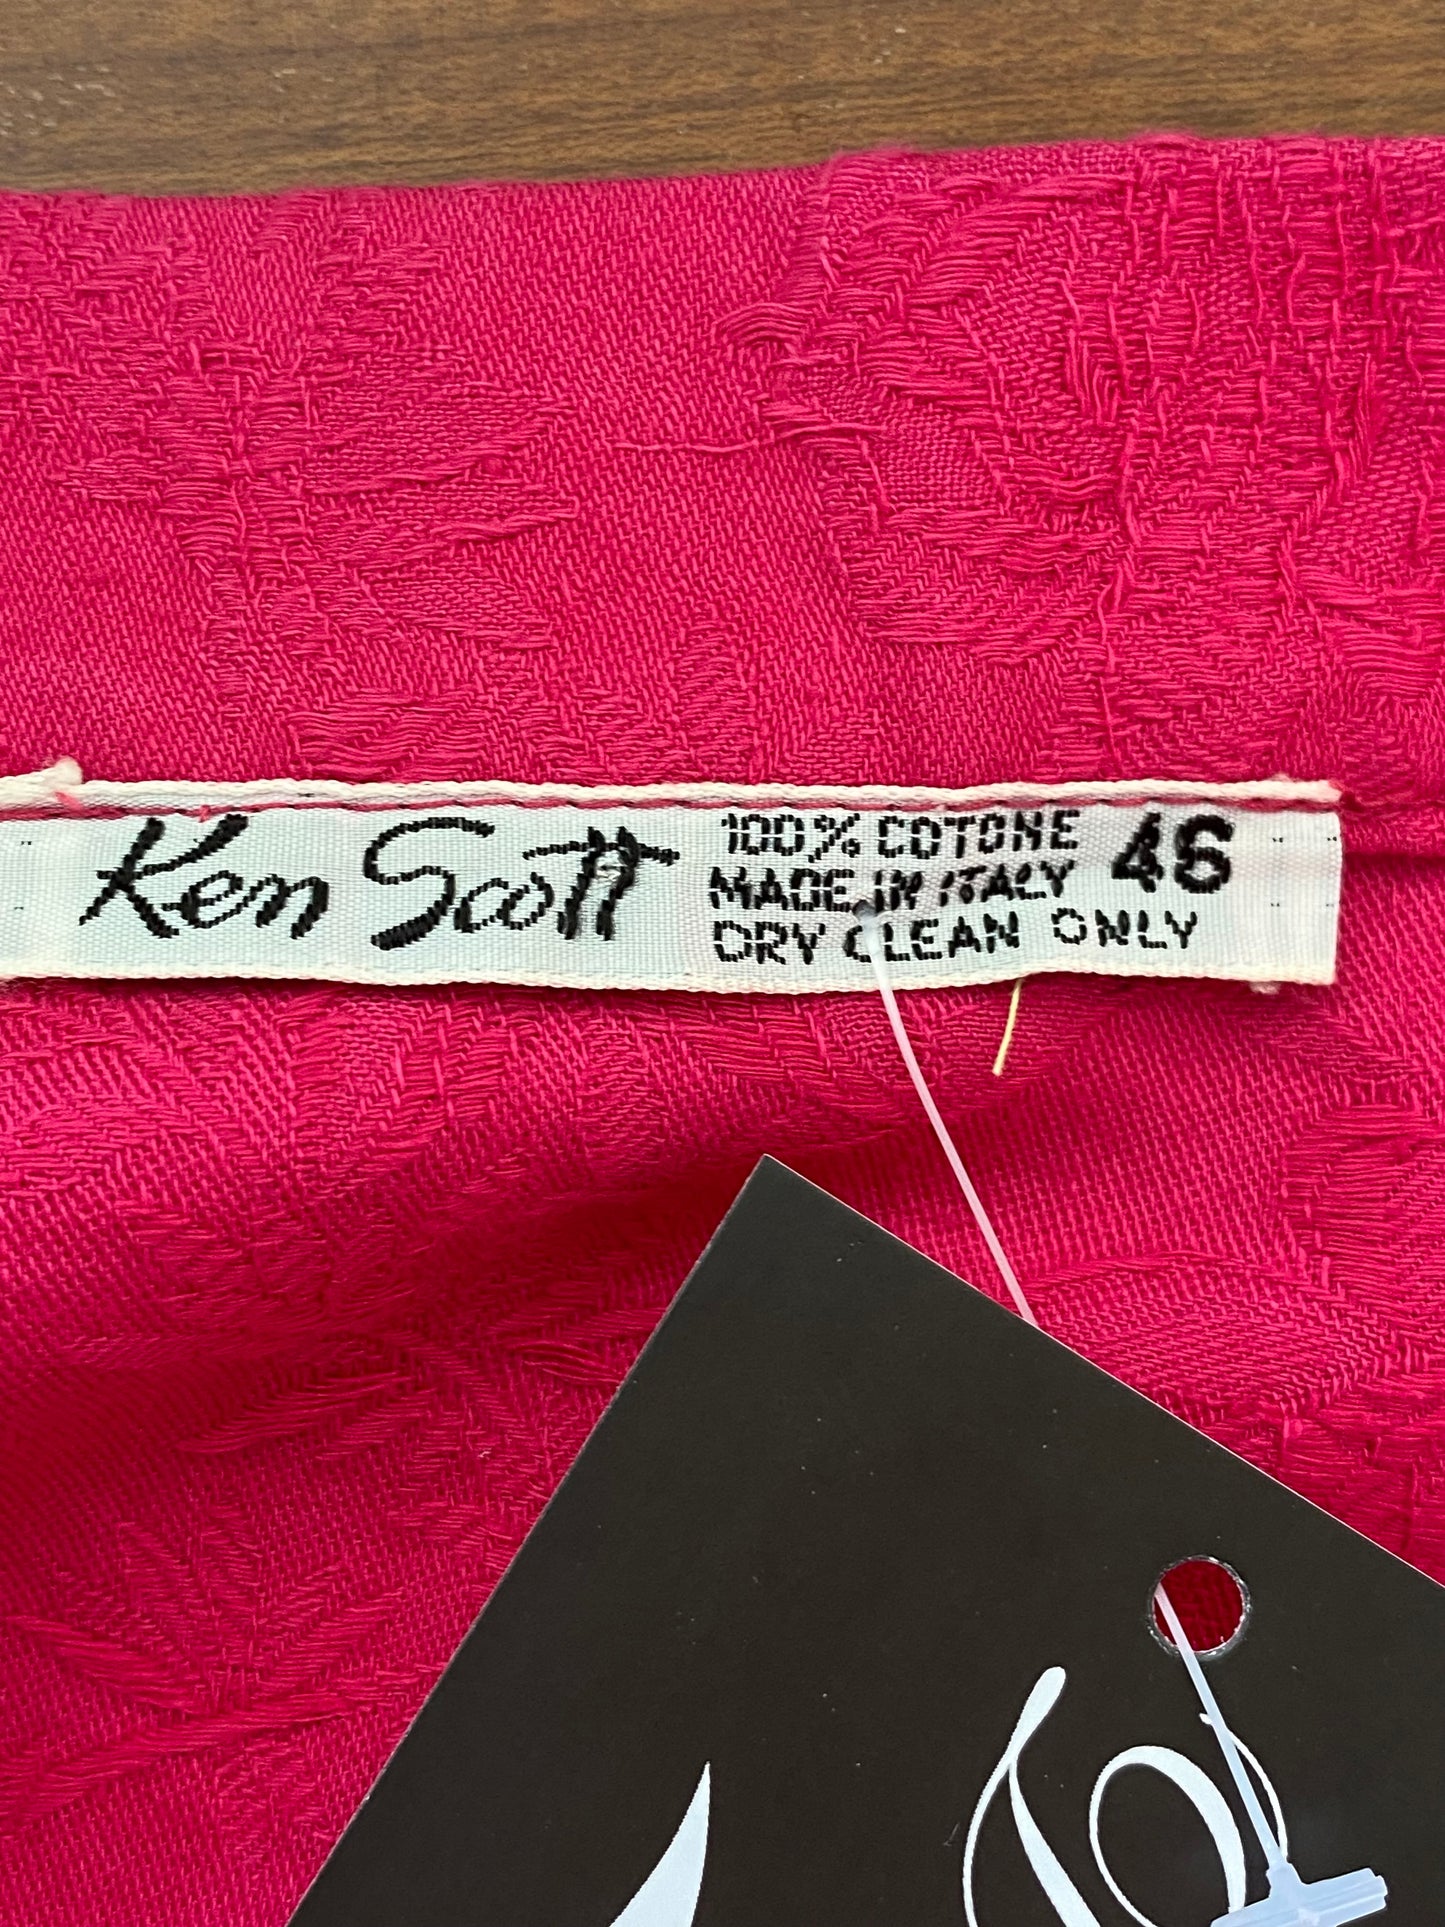 Ken Scott
100% COTONE 46
MADE IN ITALY
DRY CLEAN ONLY